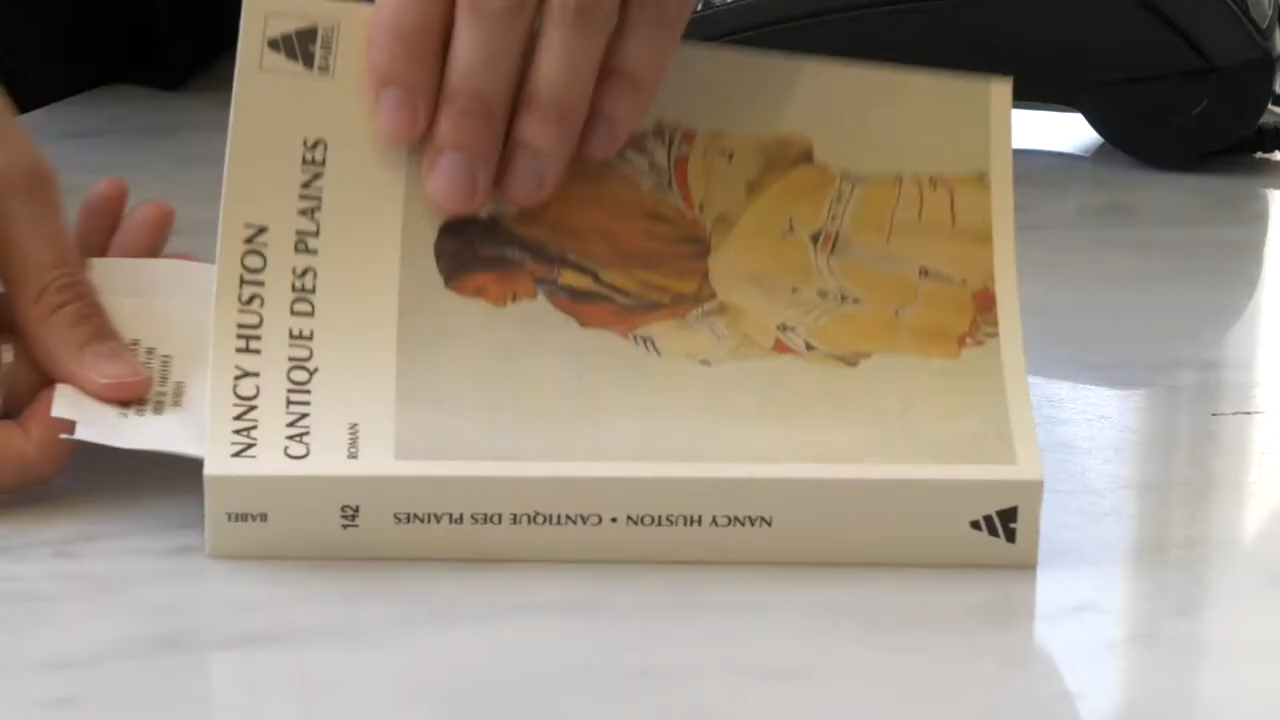 BABEL
NANCY HUSTON
CANTIQUE DES PLAINES
ROMAN
BABEL
142
NANCY HUSTON • CANTIQUE DES PLAINES